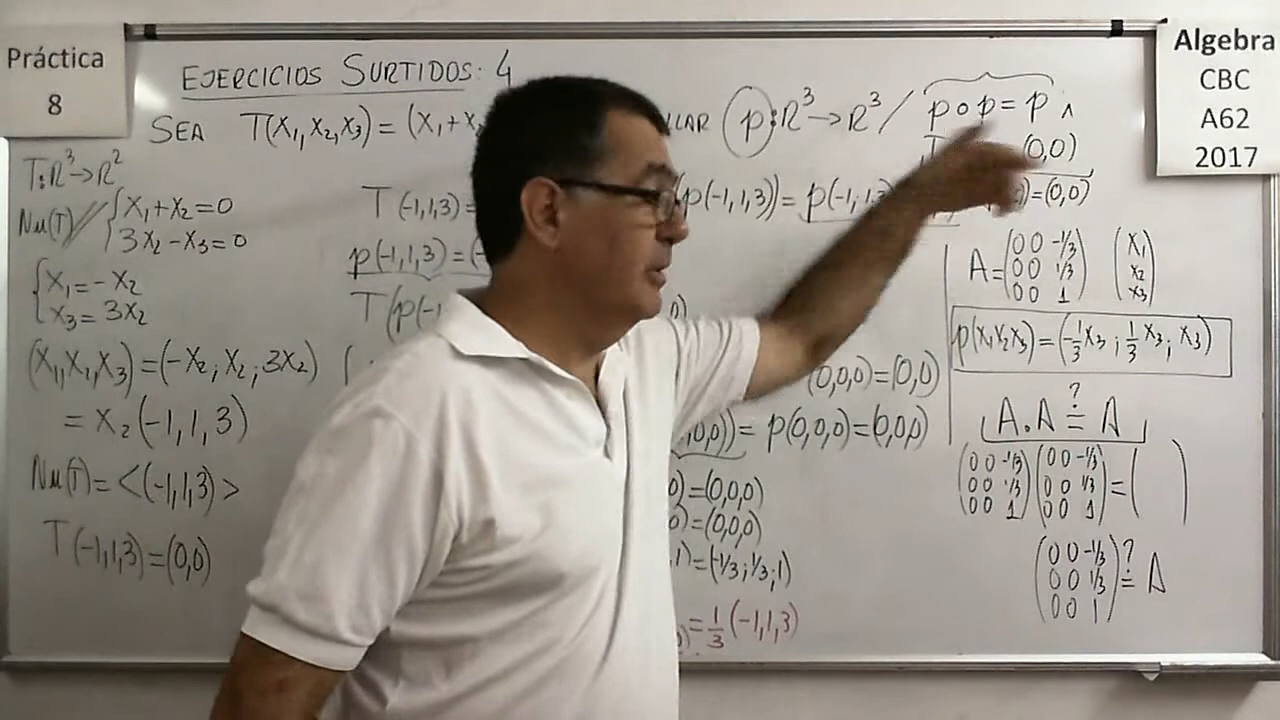 Práctica
8
EJERCICIOS SURTIDOS: 4
Algebra
CBC
A62
2017
SEA T(X₁,X₂,X₃) = (X₁+X₂
LLAR p:ℝ³→ℝ³ / p∘p = p ∧
(0,0)
T:ℝ³→ℝ²
Nu(T) // { X₁+X₂=0
3X₂-X₃=0
{ X₁=-X₂
X₃=3X₂
(X₁,X₂,X₃)=(-X₂;X₂;3X₂)
= X₂(-1,1,3)
Nu(T)=<(-1,1,3)>
T(-1,1,3)=(0,0)
T(-1,1,3)=
p(-1,1,3)=(-
T(p(-1
(p(-1,1,3))=p(-1,1,3)
)=(0,0)
(0,0,0)=(0,0)
,0,0))=p(0,0,0)=(0,0,0)
0)=(0,0,0)
0)=(0,0,0)
,1)=(-1/3;1/3;1)
=1/3(-1,1,3)
A=(0 0 -1/3 (X₁
0 0 1/3 X₂
0 0 1) X₃)
p(X₁X₂X₃)=(-1/3X₃;1/3X₃;X₃)
A.A ≟ A
(0 0 -1/3 (0 0 -1/3
0 0 1/3 0 0 1/3 =( )
0 0 1) 0 0 1)
(0 0 -1/3
0 0 1/3 ≟ A
0 0 1)